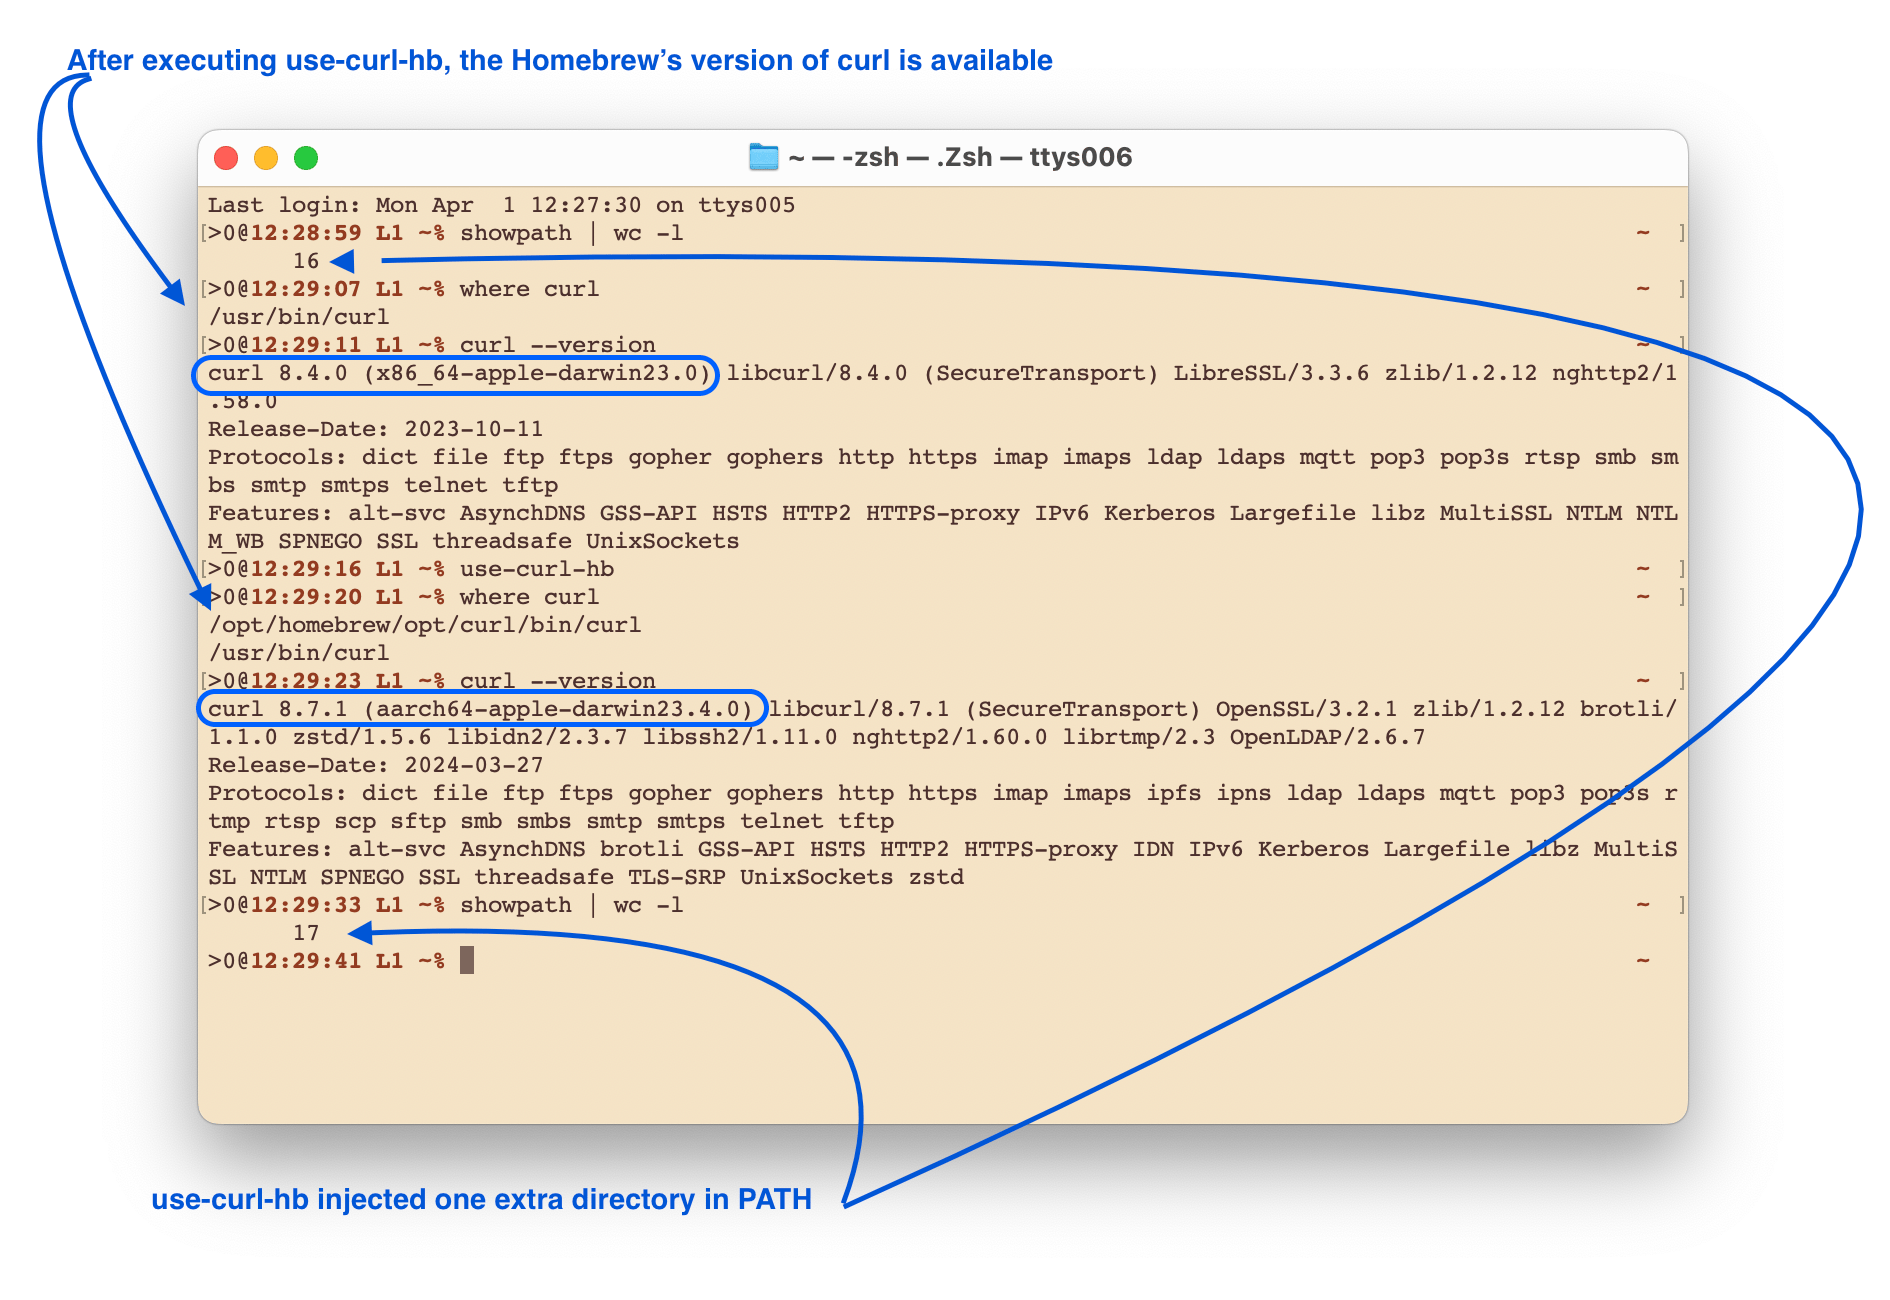 After executing use-curl-hb, the Homebrew’s version of curl is available
~ — -zsh — .Zsh — ttys006
Last login: Mon Apr  1 12:27:30 on ttys005
[>0@12:28:59 L1 ~% showpath | wc -l ~ ]
16
[>0@12:29:07 L1 ~% where curl ~ ]
/usr/bin/curl
[>0@12:29:11 L1 ~% curl --version ~ ]
curl 8.4.0 (x86_64-apple-darwin23.0) libcurl/8.4.0 (SecureTransport) LibreSSL/3.3.6 zlib/1.2.12 nghttp2/1
.58.0
Release-Date: 2023-10-11
Protocols: dict file ftp ftps gopher gophers http https imap imaps ldap ldaps mqtt pop3 pop3s rtsp smb sm
bs smtp smtps telnet tftp
Features: alt-svc AsynchDNS GSS-API HSTS HTTP2 HTTPS-proxy IPv6 Kerberos Largefile libz MultiSSL NTLM NTL
M_WB SPNEGO SSL threadsafe UnixSockets
[>0@12:29:16 L1 ~% use-curl-hb ~ ]
[>0@12:29:20 L1 ~% where curl ~ ]
/opt/homebrew/opt/curl/bin/curl
/usr/bin/curl
[>0@12:29:23 L1 ~% curl --version ~ ]
curl 8.7.1 (aarch64-apple-darwin23.4.0) libcurl/8.7.1 (SecureTransport) OpenSSL/3.2.1 zlib/1.2.12 brotli/
1.1.0 zstd/1.5.6 libidn2/2.3.7 libssh2/1.11.0 nghttp2/1.60.0 librtmp/2.3 OpenLDAP/2.6.7
Release-Date: 2024-03-27
Protocols: dict file ftp ftps gopher gophers http https imap imaps ipfs ipns ldap ldaps mqtt pop3 pop3s r
tmp rtsp scp sftp smb smbs smtp smtps telnet tftp
Features: alt-svc AsynchDNS brotli GSS-API HSTS HTTP2 HTTPS-proxy IDN IPv6 Kerberos Largefile libz MultiS
SL NTLM SPNEGO SSL threadsafe TLS-SRP UnixSockets zstd
[>0@12:29:33 L1 ~% showpath | wc -l ~ ]
17
>0@12:29:41 L1 ~% ~
use-curl-hb injected one extra directory in PATH